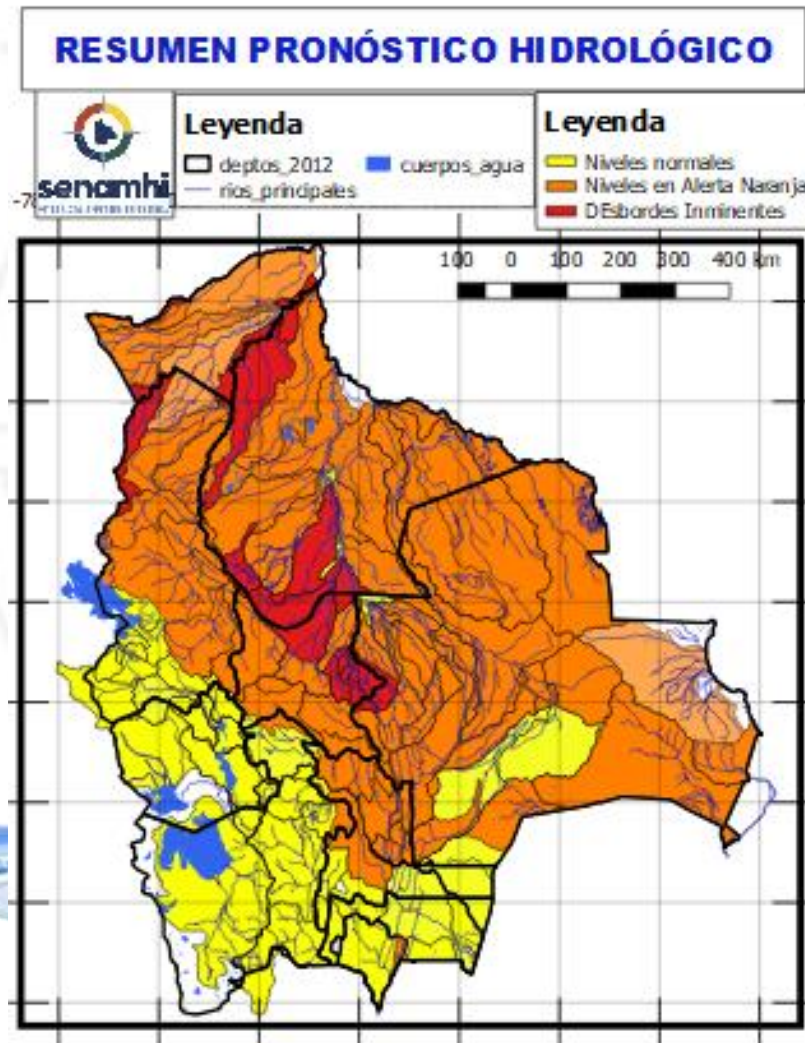 RESUMEN PRONÓSTICO HIDROLÓGICO
senamhi
Leyenda
deptos_2012
cuerpos_agua
rios_principales
Leyenda
Niveles normales
Niveles en Alerta Naranja
DEsbordes Inminentes
100 0 100 200 300 400 km